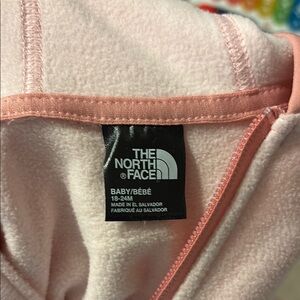 THE
NORTH
FACE
BABY/BÉBÉ
18-24M
MADE IN EL SALVADOR
FABRIQUÉ AU SALVADOR